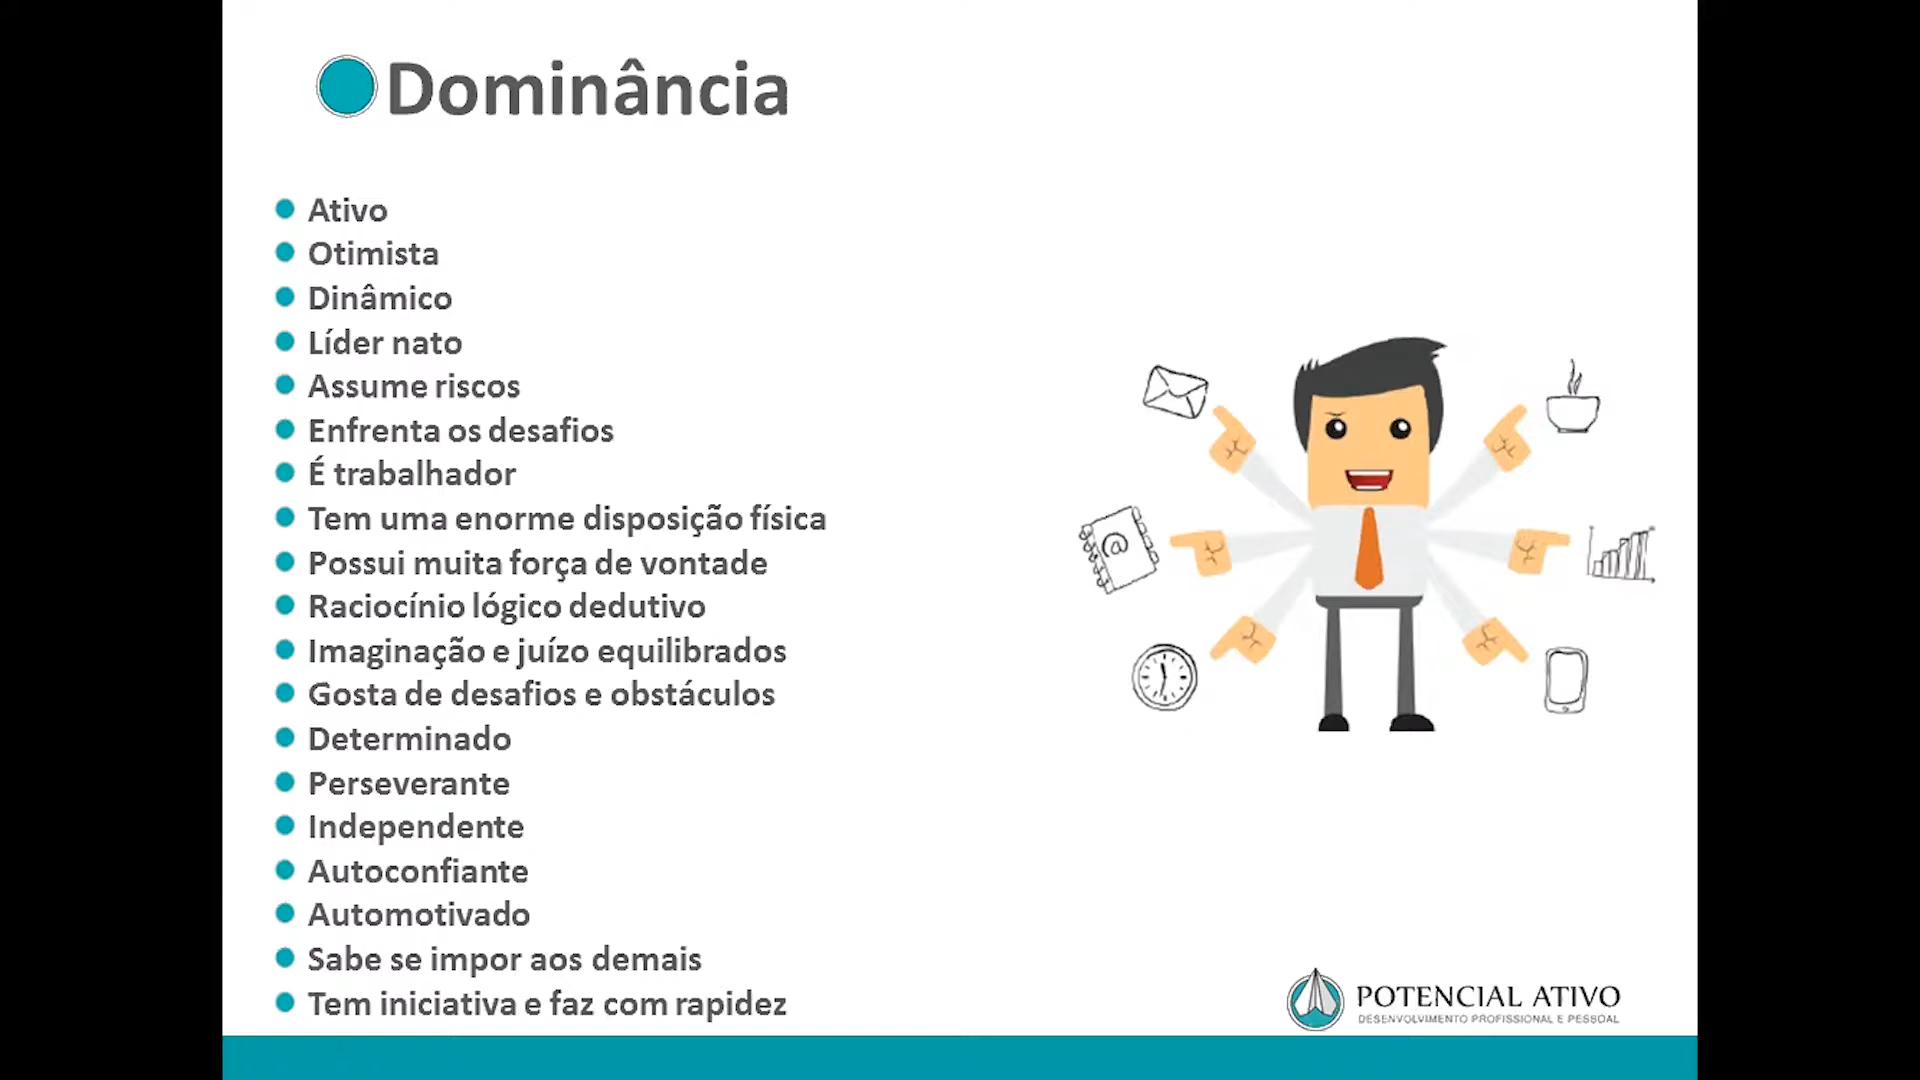 Dominância
Ativo
Otimista
Dinâmico
Líder nato
Assume riscos
Enfrenta os desafios
É trabalhador
Tem uma enorme disposição física
Possui muita força de vontade
Raciocínio lógico dedutivo
Imaginação e juízo equilibrados
Gosta de desafios e obstáculos
Determinado
Perseverante
Independente
Autoconfiante
Automotivado
Sabe se impor aos demais
Tem iniciativa e faz com rapidez
@
POTENCIAL ATIVO
DESENVOLVIMENTO PROFISSIONAL E PESSOAL